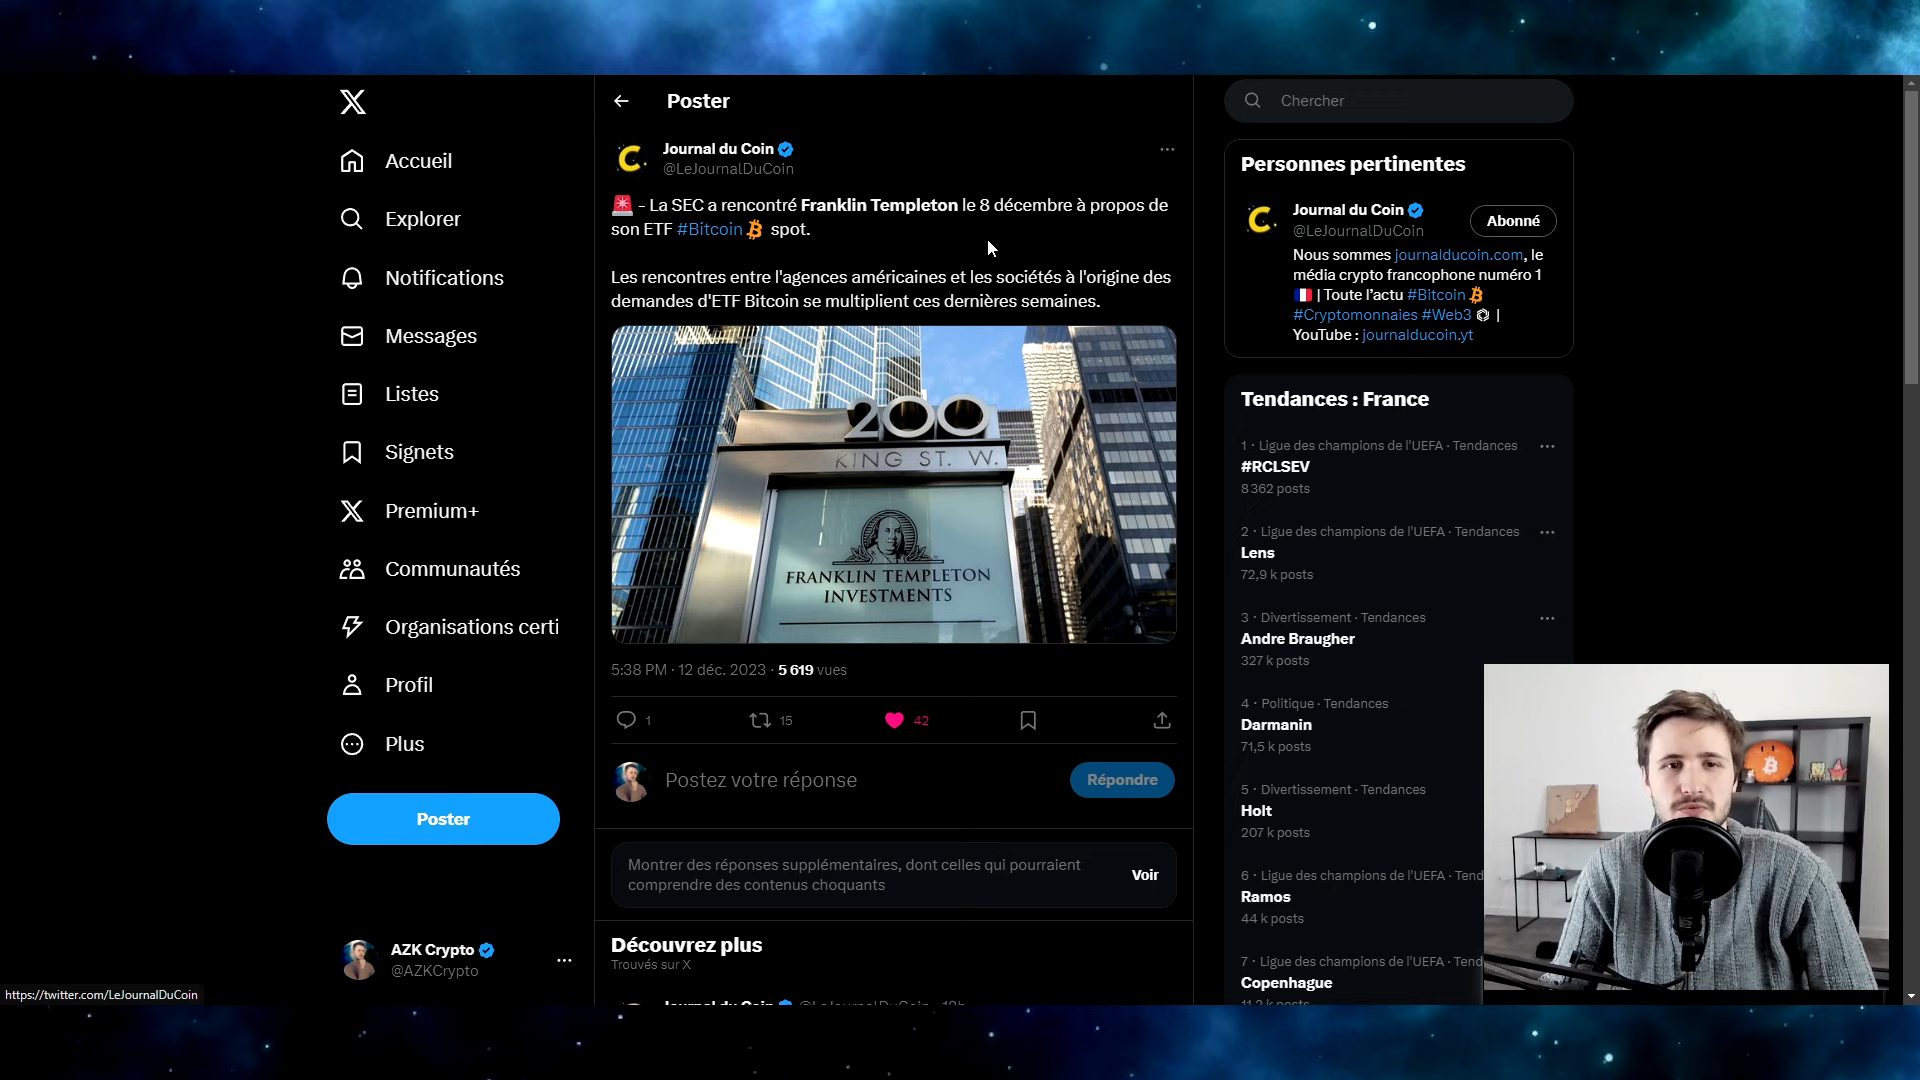 Accueil
Explorer
Notifications
Messages
Listes
Signets
Premium+
Communautés
Organisations certi
Profil
Plus
Poster
AZK Crypto
@AZKCrypto
https://twitter.com/LeJournalDuCoin
Poster
Journal du Coin
@LeJournalDuCoin
– La SEC a rencontré Franklin Templeton le 8 décembre à propos de
son ETF #Bitcoin spot.
Les rencontres entre l'agences américaines et les sociétés à l'origine des
demandes d'ETF Bitcoin se multiplient ces dernières semaines.
200
KING ST. W.
FRANKLIN TEMPLETON
INVESTMENTS
5:38 PM · 12 déc. 2023 · 5 619 vues
1 15 42
Postez votre réponse
Répondre
Montrer des réponses supplémentaires, dont celles qui pourraient
comprendre des contenus choquants
Voir
Découvrez plus
Trouvés sur X
Journal du Coin @LeJournalDuCoin
Chercher
Personnes pertinentes
Journal du Coin
@LeJournalDuCoin
Abonné
Nous sommes journalducoin.com, le
média crypto francophone numéro 1
| Toute l'actu #Bitcoin
#Cryptomonnaies #Web3 |
YouTube : journalducoin.yt
Tendances : France
1 · Ligue des champions de l'UEFA · Tendances
#RCLSEV
8 362 posts
2 · Ligue des champions de l'UEFA · Tendances
Lens
72,9 k posts
3 · Divertissement · Tendances
Andre Braugher
327 k posts
4 · Politique · Tendances
Darmanin
71,5 k posts
5 · Divertissement · Tendances
Holt
207 k posts
6 · Ligue des champions de l'UEFA · Tend
Ramos
44 k posts
7 · Ligue des champions de l'UEFA · Tend
Copenhague